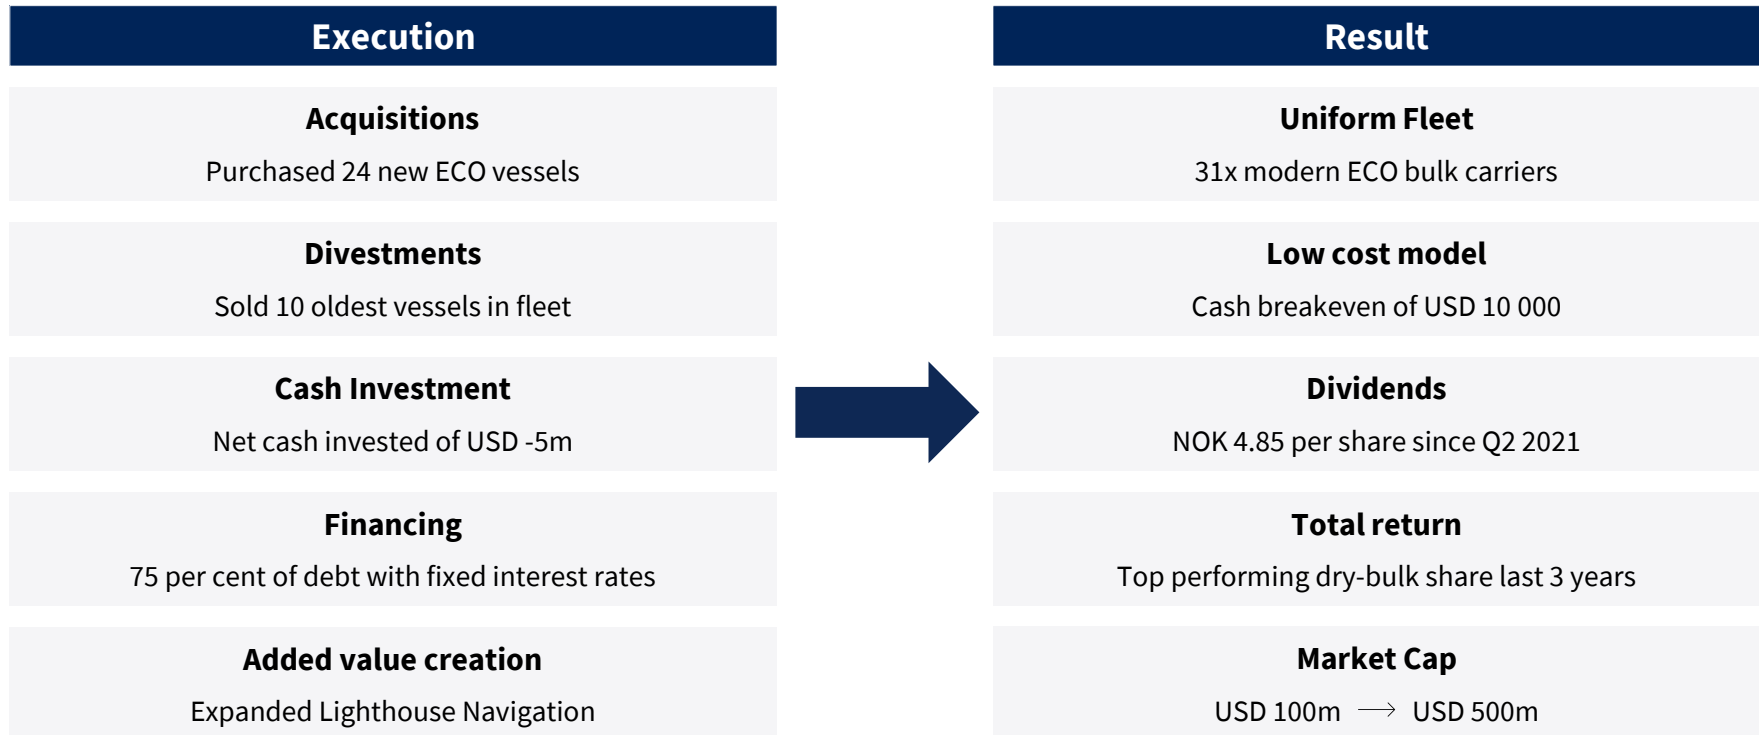 Execution
Acquisitions
Purchased 24 new ECO vessels
Divestments
Sold 10 oldest vessels in fleet
Cash Investment
Net cash invested of USD -5m
Financing
75 per cent of debt with fixed interest rates
Added value creation
Expanded Lighthouse Navigation
Result
Uniform Fleet
31x modern ECO bulk carriers
Low cost model
Cash breakeven of USD 10 000
Dividends
NOK 4.85 per share since Q2 2021
Total return
Top performing dry-bulk share last 3 years
Market Cap
USD 100m → USD 500m